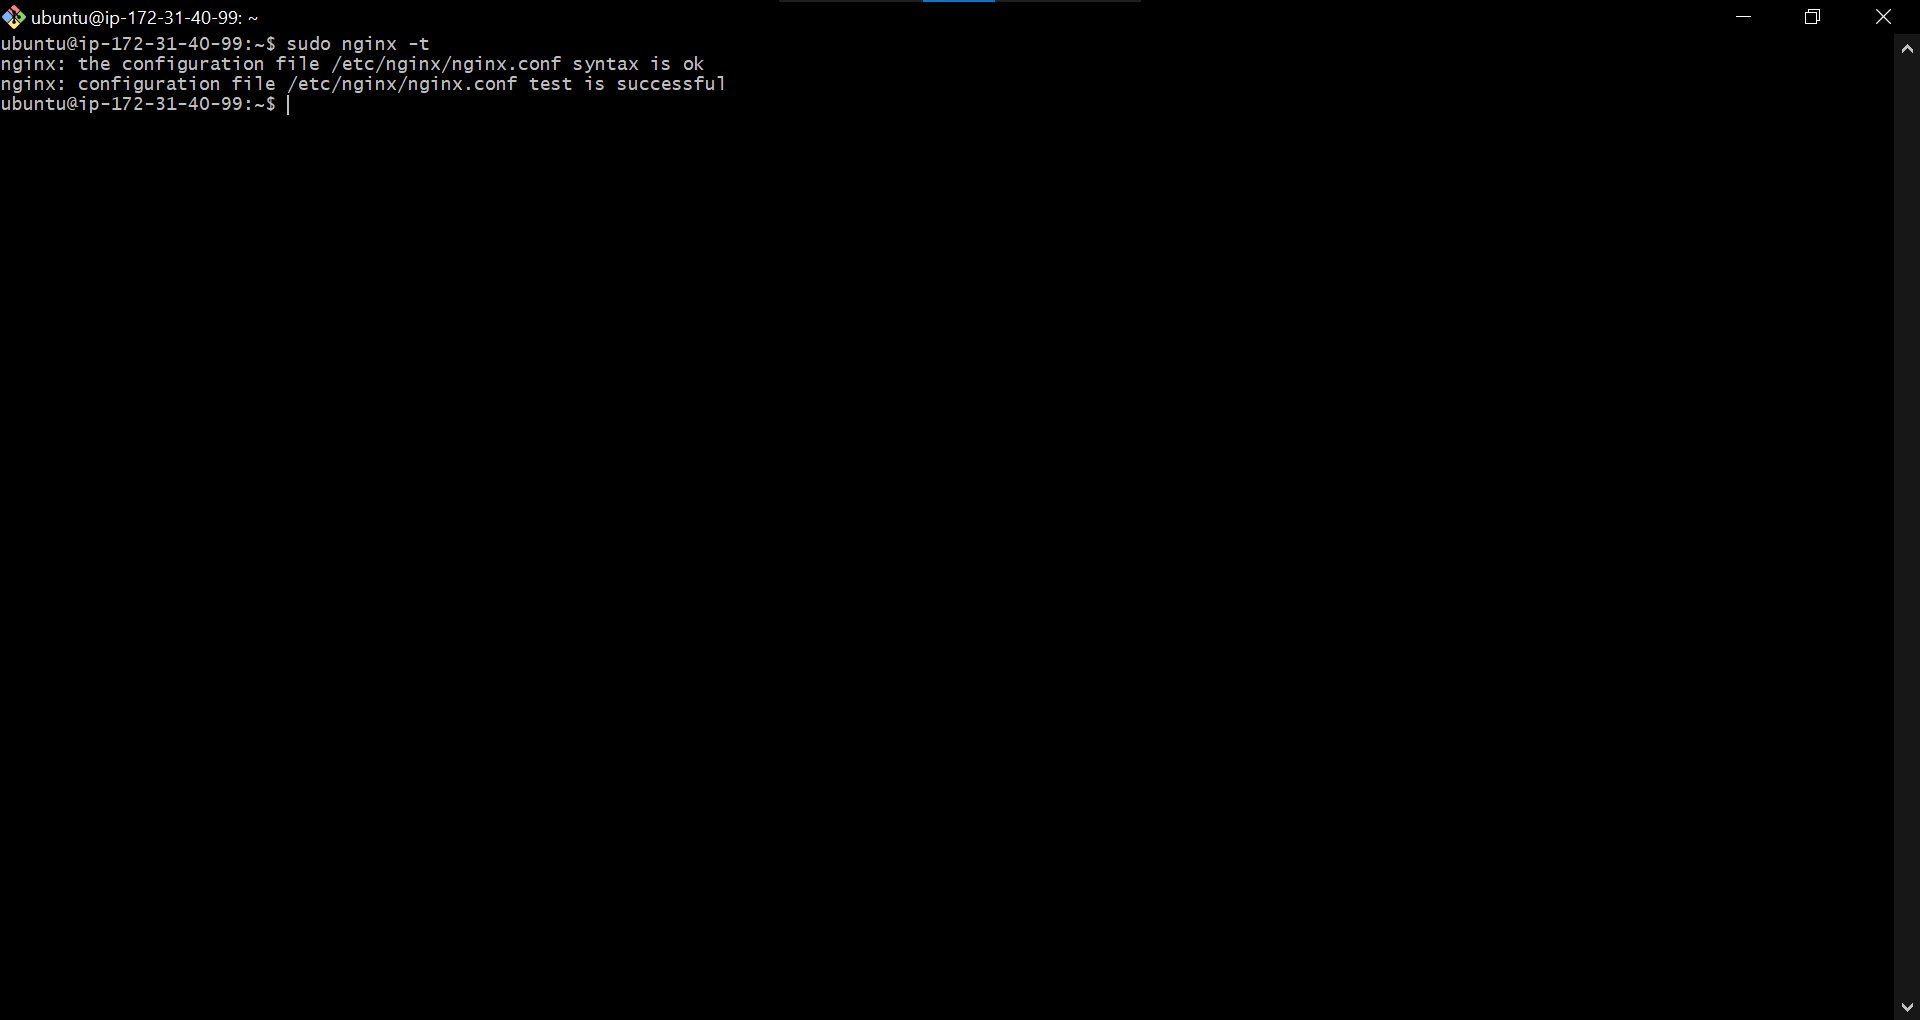 ubuntu@ip-172-31-40-99: ~
ubuntu@ip-172-31-40-99:~$ sudo nginx -t
nginx: the configuration file /etc/nginx/nginx.conf syntax is ok
nginx: configuration file /etc/nginx/nginx.conf test is successful
ubuntu@ip-172-31-40-99:~$